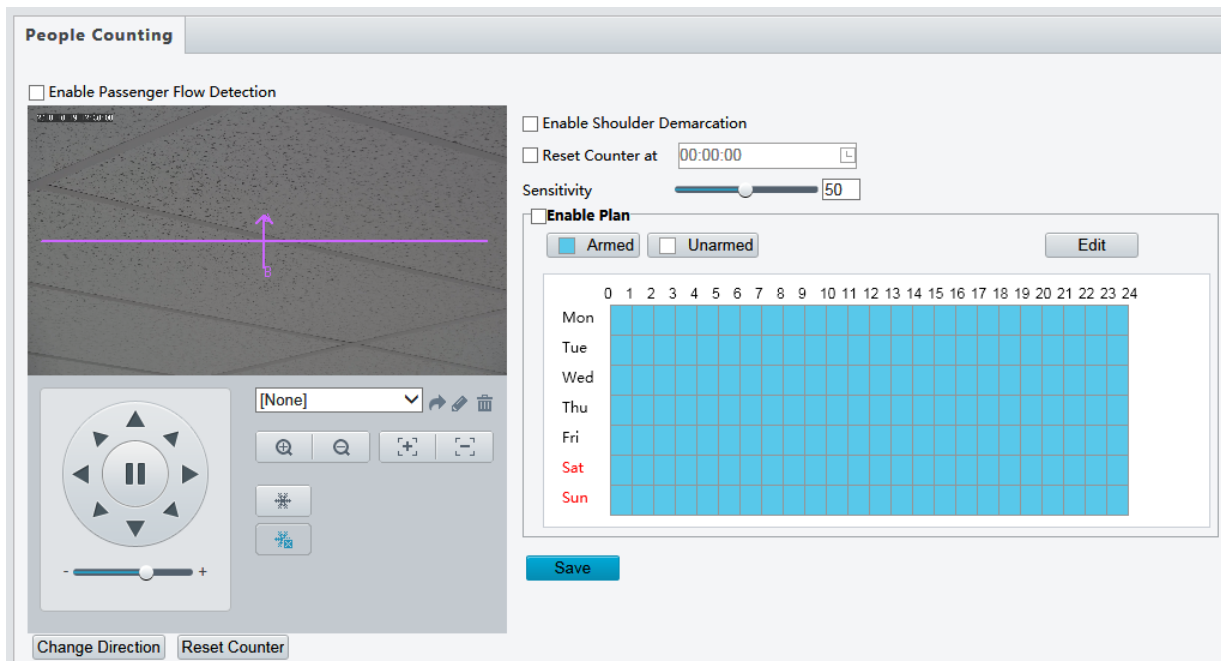 People Counting
Enable Passenger Flow Detection
Enable Shoulder Demarcation
Reset Counter at 00:00:00
Sensitivity 50
Enable Plan
Armed Unarmed Edit
0 1 2 3 4 5 6 7 8 9 10 11 12 13 14 15 16 17 18 19 20 21 22 23 24
Mon
Tue
Wed
Thu
Fri
Sat
Sun
B
[None]
- +
Save
Change Direction Reset Counter